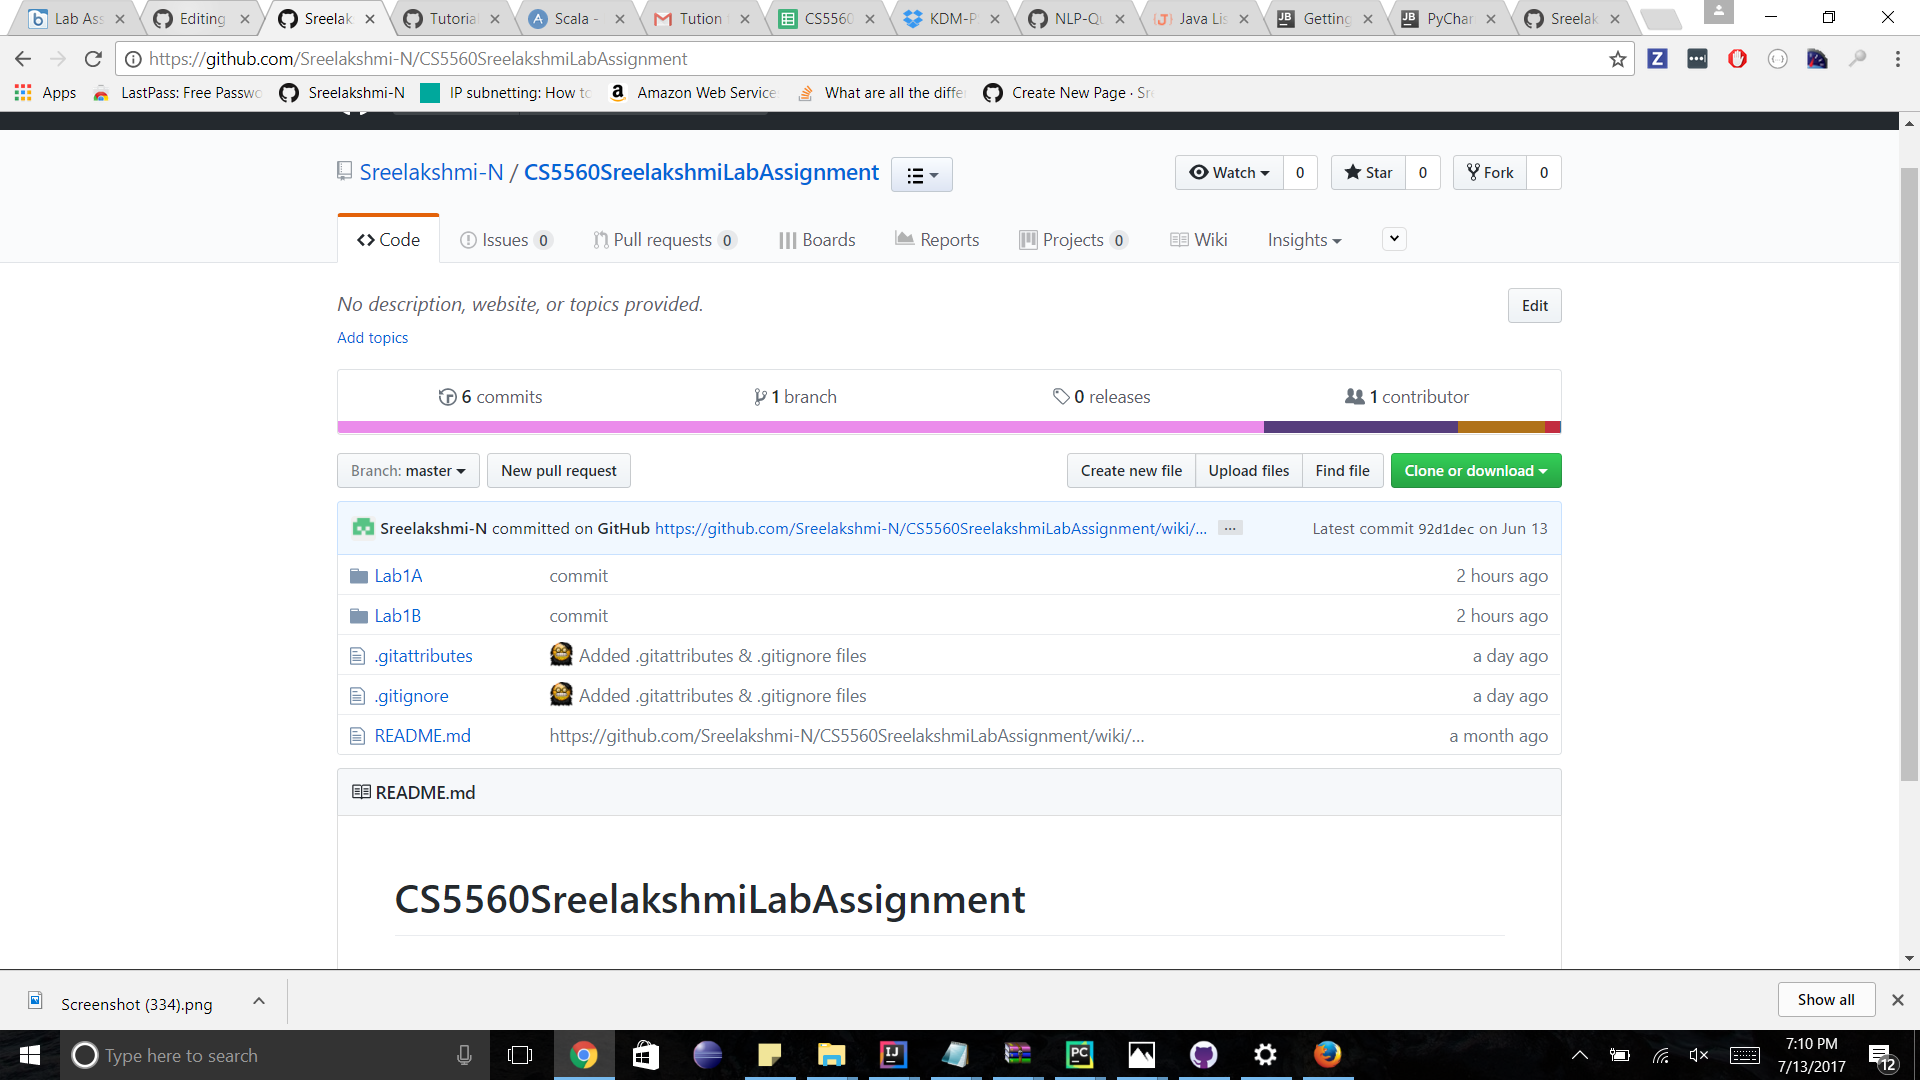 Lab Ass
Editing
Sreelak
Tutorial
Scala -
Tution
CS5560
KDM-P
NLP-Qu
Java Lis
Getting
PyChar
Sreelak
https://github.com/Sreelakshmi-N/CS5560SreelakshmiLabAssignment
Apps
LastPass: Free Passwo
Sreelakshmi-N
IP subnetting: How to
Amazon Web Service
What are all the differ
Create New Page · Sre
Sreelakshmi-N / CS5560SreelakshmiLabAssignment
Watch 0
Star 0
Fork 0
Code
Issues 0
Pull requests 0
Boards
Reports
Projects 0
Wiki
Insights
No description, website, or topics provided.
Edit
Add topics
6 commits
1 branch
0 releases
1 contributor
Branch: master
New pull request
Create new file
Upload files
Find file
Clone or download
Sreelakshmi-N committed on GitHub https://github.com/Sreelakshmi-N/CS5560SreelakshmiLabAssignment/wiki/... ...
Latest commit 92d1dec on Jun 13
Lab1A commit 2 hours ago
Lab1B commit 2 hours ago
.gitattributes Added .gitattributes & .gitignore files a day ago
.gitignore Added .gitattributes & .gitignore files a day ago
README.md https://github.com/Sreelakshmi-N/CS5560SreelakshmiLabAssignment/wiki/... a month ago
README.md
CS5560SreelakshmiLabAssignment
Screenshot (334).png
Show all
Type here to search
7:10 PM
7/13/2017
12